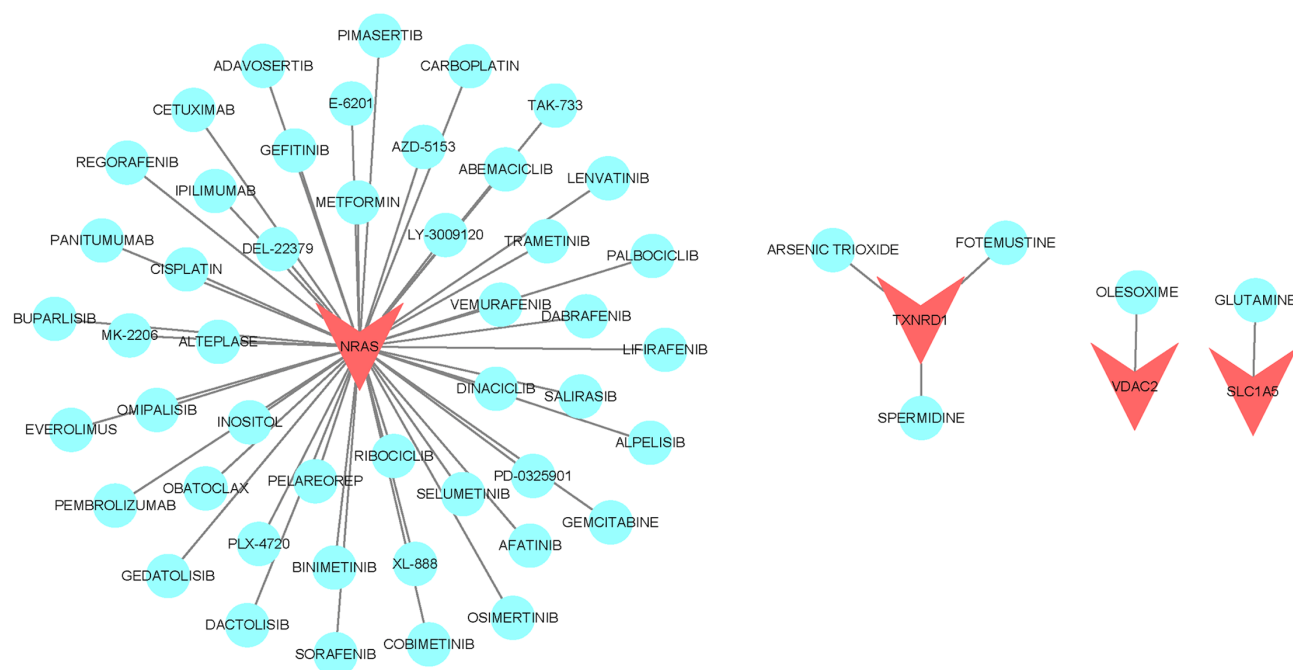 PIMASERTIB
ADAVOSERTIB
CARBOPLATIN
E-6201
TAK-733
CETUXIMAB
GEFITINIB
AZD-5153
REGORAFENIB
ABEMACICLIB
LENVATINIB
IPILIMUMAB
METFORMIN
PANITUMUMAB
DEL-22379
LY-3009120
TRAMETINIB
PALBOCICLIB
ARSENIC TRIOXIDE
FOTEMUSTINE
CISPLATIN
OLESOXIME
GLUTAMINE
VEMURAFENIB
BUPARLISIB
DABRAFENIB
TXNRD1
MK-2206
ALTEPLASE
NRAS
LIFIRAFENIB
DINACICLIB
VDAC2
SLC1A5
SALIRASIB
OMIPALISIB
EVEROLIMUS
INOSITOL
SPERMIDINE
ALPELISIB
RIBOCICLIB
PELAREOREP
PD-0325901
OBATOCLAX
SELUMETINIB
PEMBROLIZUMAB
GEMCITABINE
PLX-4720
AFATINIB
BINIMETINIB
XL-888
GEDATOLISIB
OSIMERTINIB
DACTOLISIB
COBIMETINIB
SORAFENIB